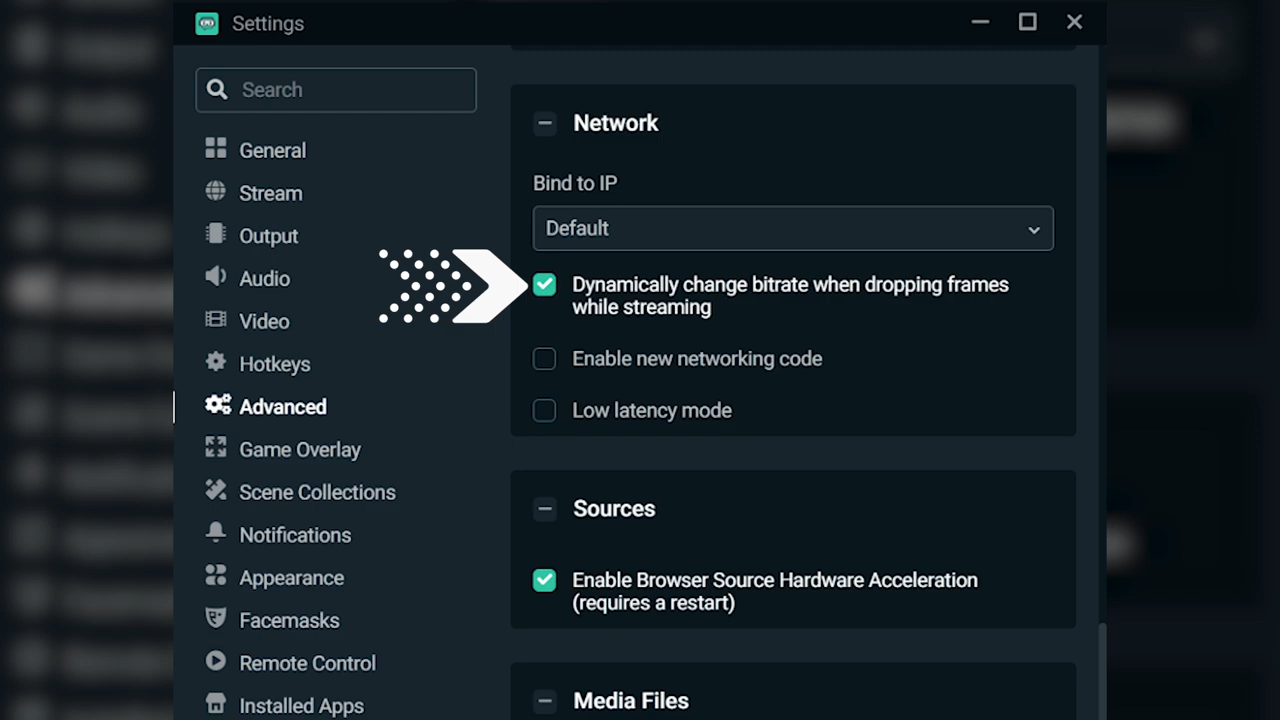 Settings
Search
General
Stream
Output
Audio
Video
Hotkeys
Advanced
Game Overlay
Scene Collections
Notifications
Appearance
Facemasks
Remote Control
Installed Apps
Network
Bind to IP
Default
Dynamically change bitrate when dropping frames
while streaming
Enable new networking code
Low latency mode
Sources
Enable Browser Source Hardware Acceleration
(requires a restart)
Media Files